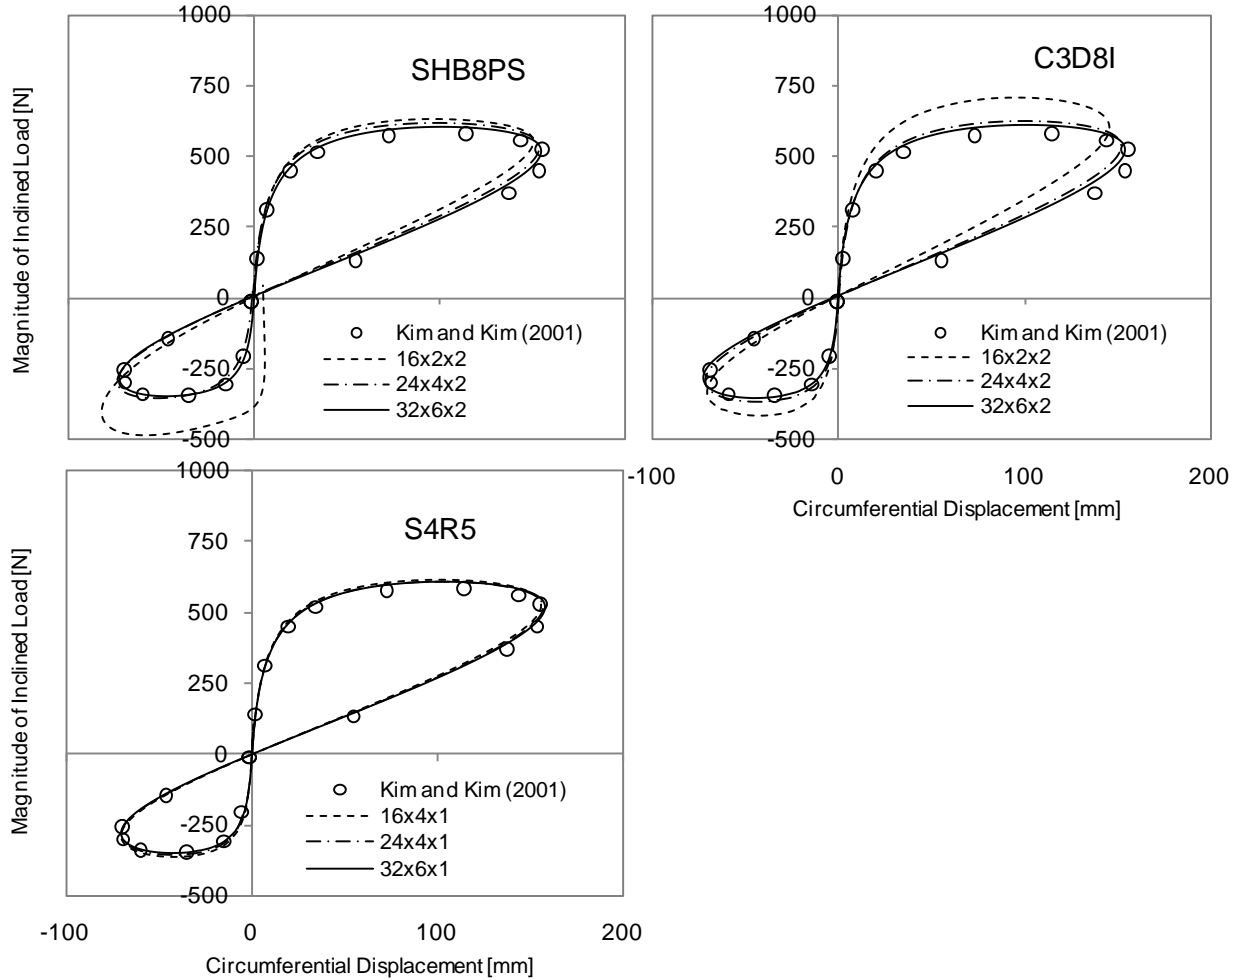 1000
750
500
250
0
-250
-500
Magnitude of Inclined Load [N]
SHB8PS
Kim and Kim (2001)
16x2x2
24x4x2
32x6x2
1000
750
500
250
0
-250
-500
C3D8I
Kim and Kim (2001)
16x2x2
24x4x2
32x6x2
-100 0 100 200
Circumferential Displacement [mm]
1000
750
500
250
0
-250
-500
Magnitude of Inclined Load [N]
S4R5
Kim and Kim (2001)
16x4x1
24x4x1
32x6x1
-100 0 100 200
Circumferential Displacement [mm]